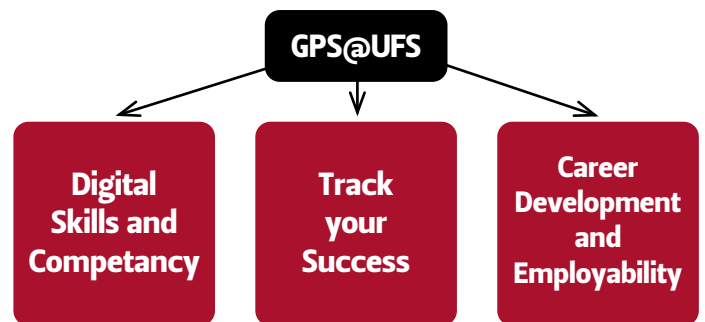 GPS@UFS
Digital
Skills and
Competancy
Track
your
Success
Career
Development
and
Employability